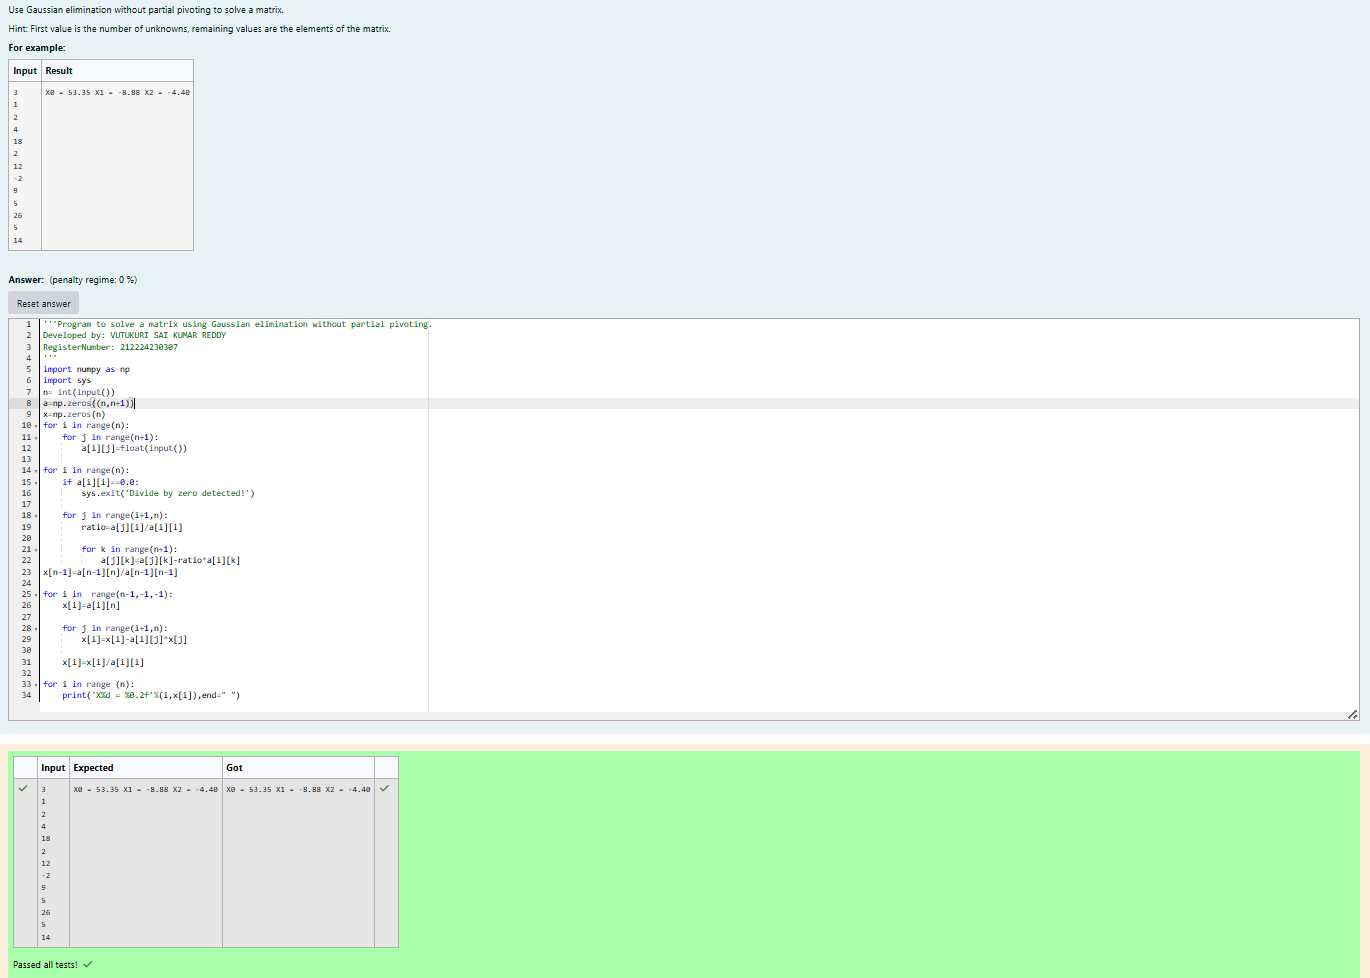 Use Gaussian elimination without partial pivoting to solve a matrix.
Hint: First value is the number of unknowns, remaining values are the elements of the matrix.
For example:
Input Result
3 X0 = 53.35 X1 = -8.88 X2 = -4.40
1
2
4
18
2
12
-2
9
5
26
5
14
Answer: (penalty regime: 0 %)
Reset answer
1 '''Program to solve a matrix using Gaussian elimination without partial pivoting.
2 Developed by: VUTUKURI SAI KUMAR REDDY
3 RegisterNumber: 212224230307
4 '''
5 import numpy as np
6 import sys
7 n= int(input())
8 a=np.zeros((n,n+1))
9 x=np.zeros(n)
10 for i in range(n):
11     for j in range(n+1):
12         a[i][j]=float(input())
13
14 for i in range(n):
15     if a[i][i]==0.0:
16         sys.exit('Divide by zero detected!')
17
18     for j in range(i+1,n):
19         ratio=a[j][i]/a[i][i]
20
21         for k in range(n+1):
22             a[j][k]=a[j][k]-ratio*a[i][k]
23 x[n-1]=a[n-1][n]/a[n-1][n-1]
24
25 for i in  range(n-1,-1,-1):
26     x[i]=a[i][n]
27
28     for j in range(i+1,n):
29         x[i]=x[i]-a[i][j]*x[j]
30
31     x[i]=x[i]/a[i][i]
32
33 for i in range (n):
34     print('X%d = %0.2f'%(i,x[i]),end=" ")
Input Expected Got
3 X0 = 53.35 X1 = -8.88 X2 = -4.40 X0 = 53.35 X1 = -8.88 X2 = -4.40
1
2
4
18
2
12
-2
9
5
26
5
14
Passed all tests!